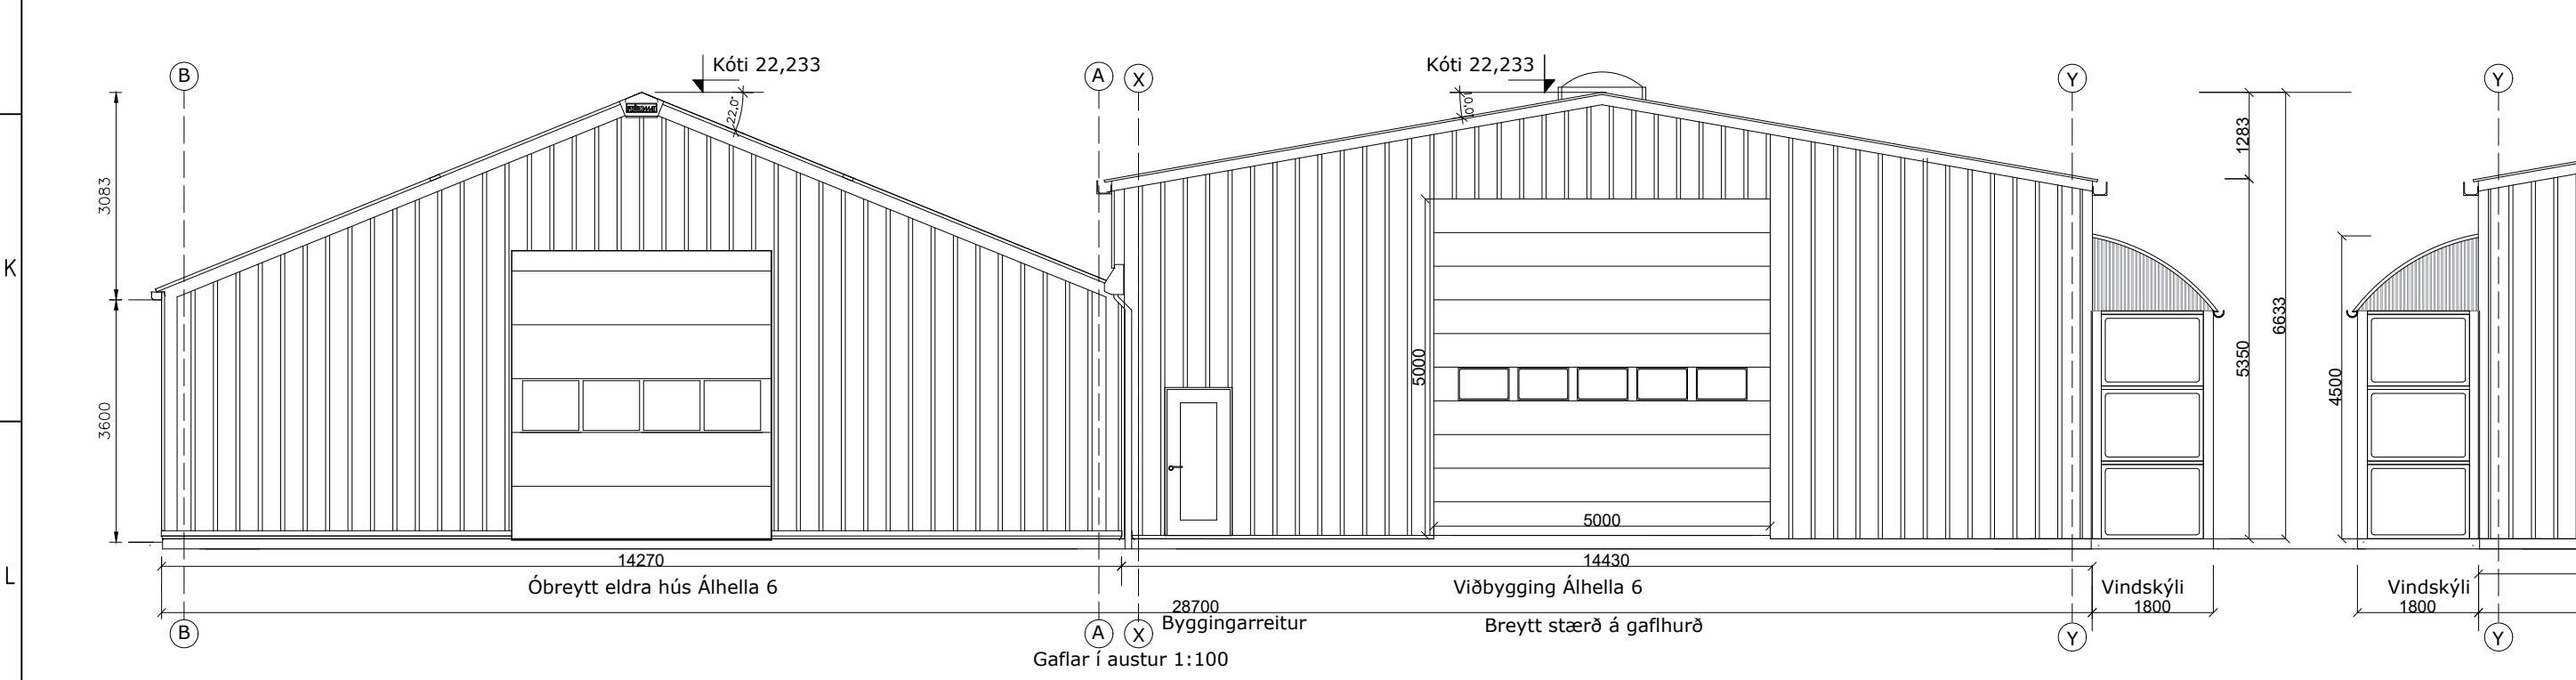 Kóti 22,233
Kóti 22,233
B
A
X
Y
Y
22,0°
10,0°
3083
1283
K
6633
5000
5350
4500
3600
5000
14270
14430
L
Óbreytt eldra hús Álhella 6
Viðbygging Álhella 6
Vindskýli
Vindskýli
28700
1800
1800
Byggingarreitur
Breytt stærð á gaflhurð
B
A
X
Y
Y
Gaflar í austur 1:100